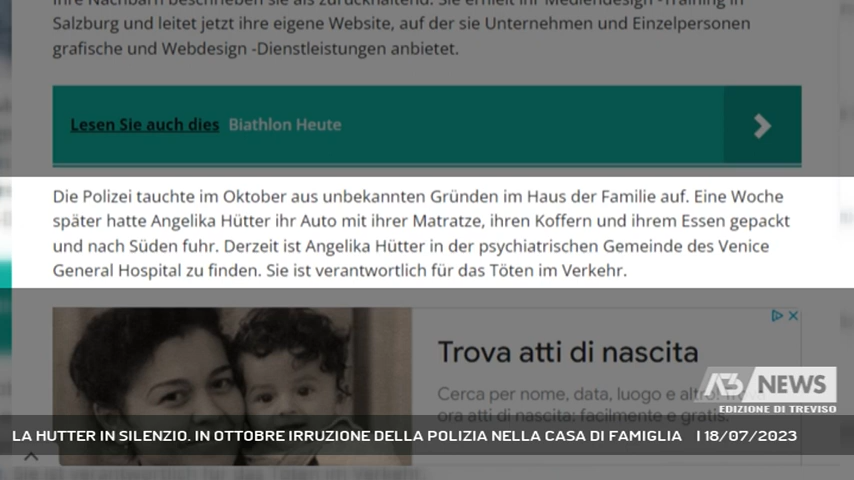 ihre Nachbarn beschrieben sie als zurückhaltend. Sie erhielt ihr Mediendesign -Training in
Salzburg und leitet jetzt ihre eigene Website, auf der sie Unternehmen und Einzelpersonen
grafische und Webdesign -Dienstleistungen anbietet.
Lesen Sie auch dies Biathlon Heute
Die Polizei tauchte im Oktober aus unbekannten Gründen im Haus der Familie auf. Eine Woche
später hatte Angelika Hütter ihr Auto mit ihrer Matratze, ihren Koffern und ihrem Essen gepackt
und nach Süden fuhr. Derzeit ist Angelika Hütter in der psychiatrischen Gemeinde des Venice
General Hospital zu finden. Sie ist verantwortlich für das Töten im Verkehr.
Trova atti di nascita
Cerca per nome, data, luogo e altro! Trova
ora atti di nascita: facilmente e gratuitamente.
A3 NEWS
EDIZIONE DI TREVISO
LA HUTTER IN SILENZIO. IN OTTOBRE IRRUZIONE DELLA POLIZIA NELLA CASA DI FAMIGLIA | 18/07/2023